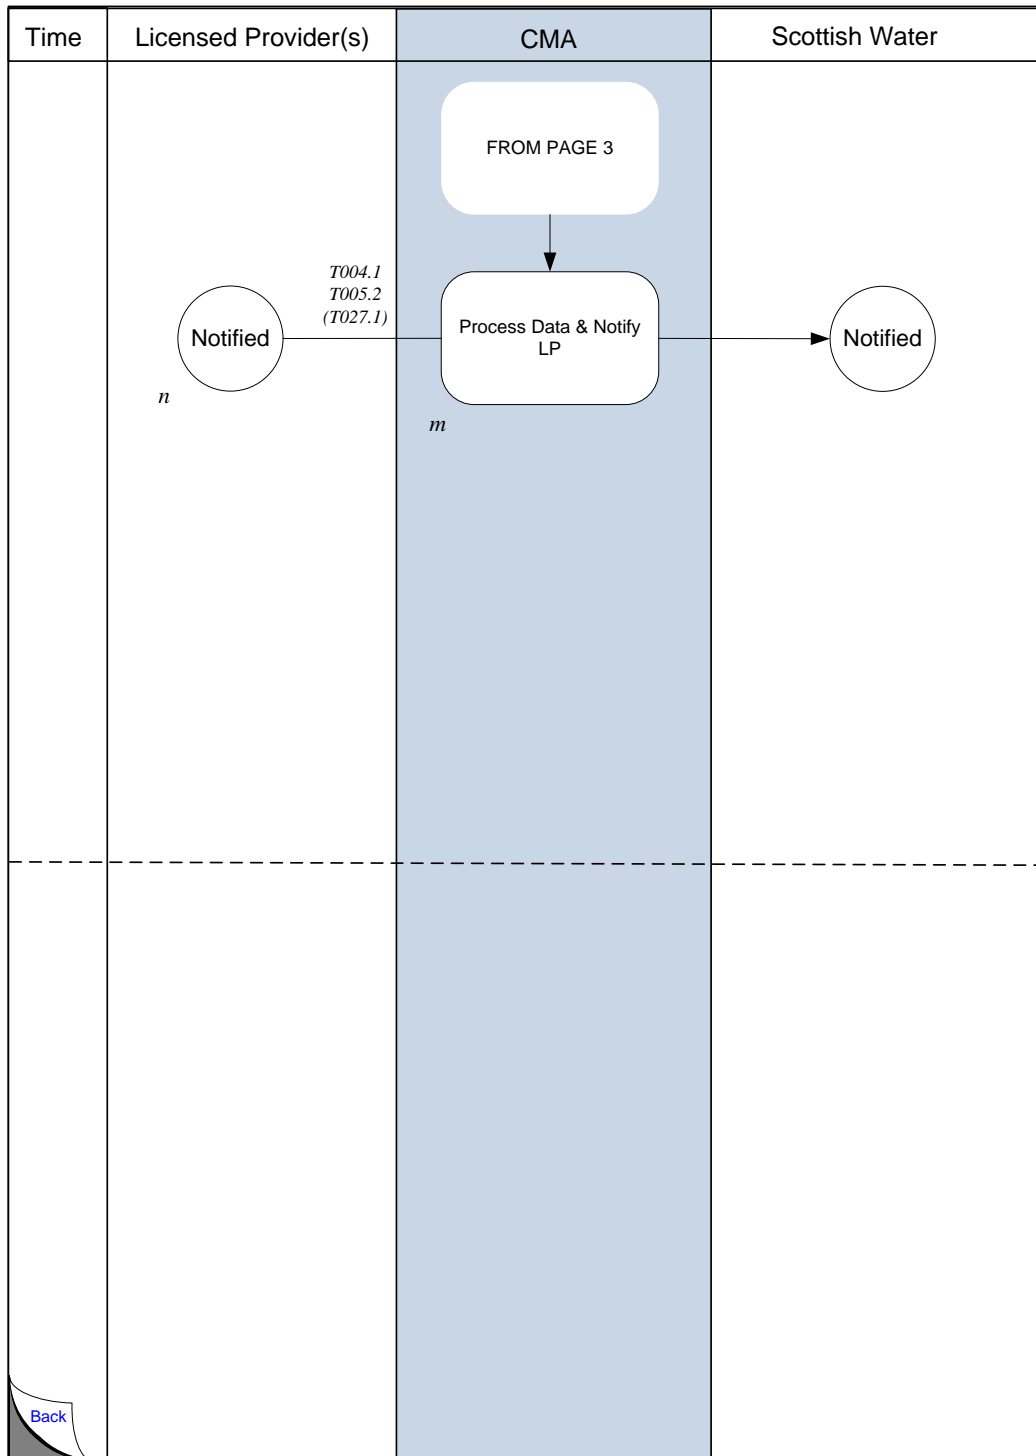 Time
Licensed Provider(s)
CMA
Scottish Water
FROM PAGE 3
T004.1
T005.2
(T027.1)
Notified
Process Data & Notify
LP
Notified
n
m
Back